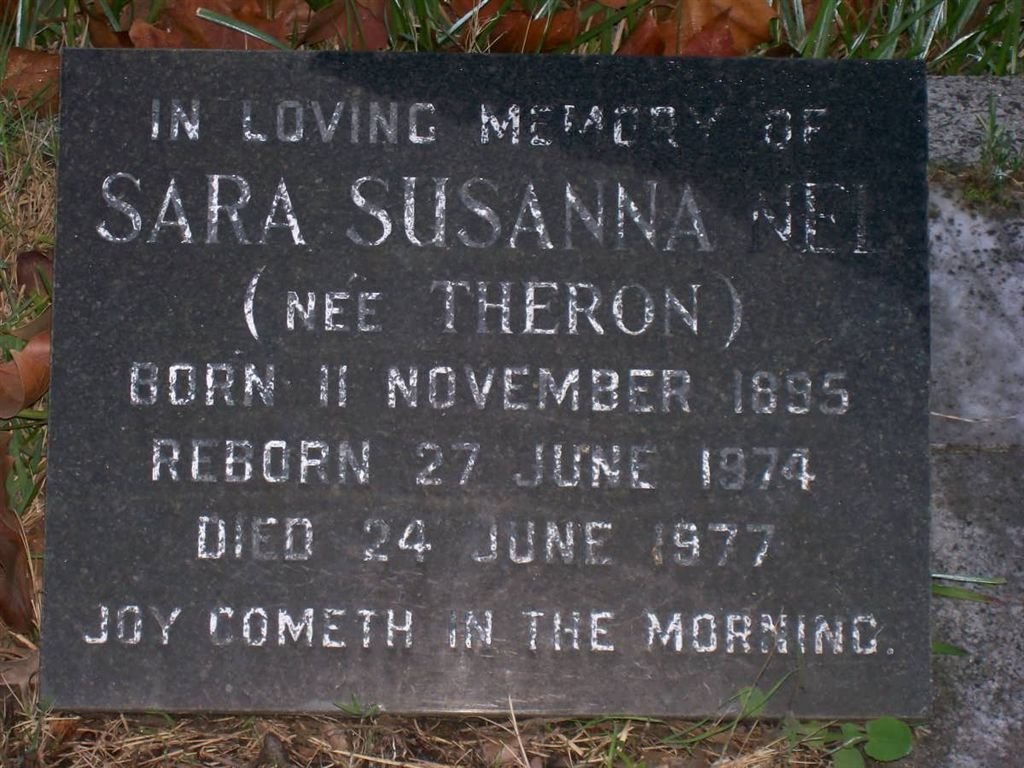 IN LOVING MEMORY OF
SARA SUSANNA NEL
(NÉE THERON)
BORN 11 NOVEMBER 1895
REBORN 27 JUNE 1974
DIED 24 JUNE 1977
JOY COMETH IN THE MORNING.